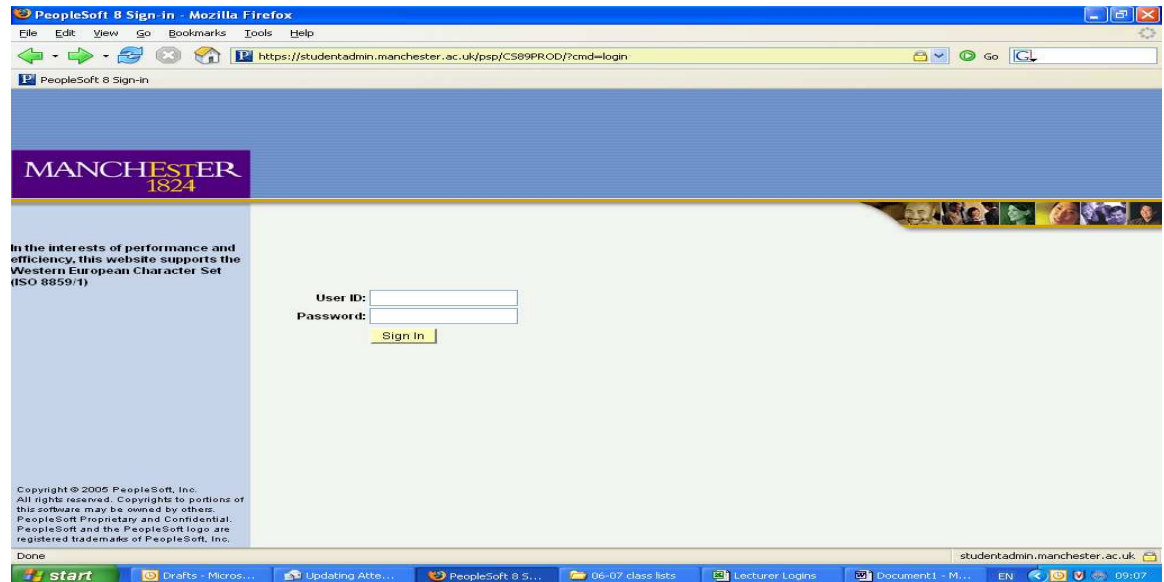 PeopleSoft 8 Sign-in - Mozilla Firefox
File Edit View Go Bookmarks Tools Help
https://studentadmin.manchester.ac.uk/psp/CS89PROD/?cmd=login Go
PeopleSoft 8 Sign-in
MANCHESTER
1824
In the interests of performance and
efficiency, this website supports the
Western European Character Set
(ISO 8859/1)
User ID:
Password:
Sign In
Copyright © 2005 PeopleSoft, Inc.
All rights reserved. Copyrights to portions of
this software may be owned by others.
PeopleSoft Proprietary and Confidential.
PeopleSoft and the PeopleSoft logo are
registered trademarks of PeopleSoft, Inc.
Done studentadmin.manchester.ac.uk
start Drafts - Micros... Updating Atte... PeopleSoft 8 S... 06-07 class lists Lecturer Logins Document1 - M... EN 09:07